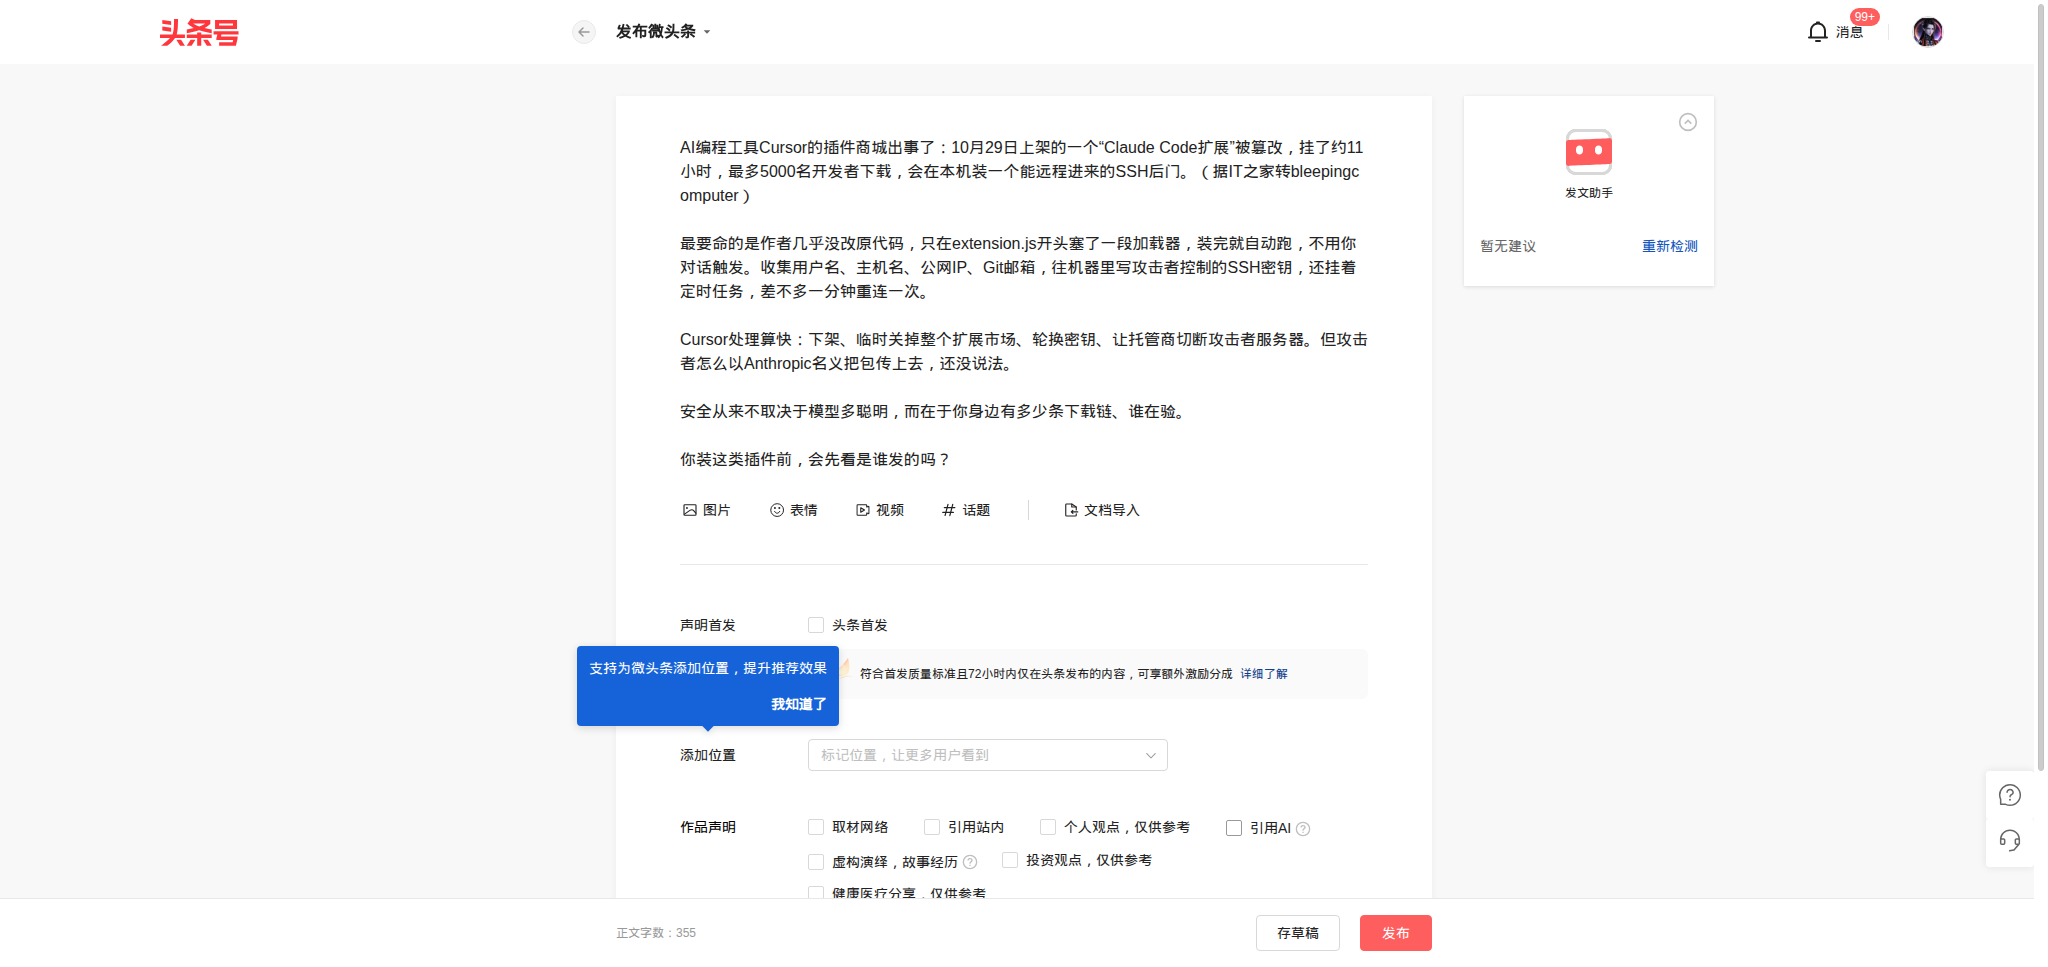 头条号
发布微头条
消息
99+
AI编程工具Cursor的插件商城出事了：10月29日上架的一个“Claude Code扩展”被篡改，挂了约11
小时，最多5000名开发者下载，会在本机装一个能远程进来的SSH后门。（据IT之家转bleepingc
omputer）
最要命的是作者几乎没改原代码，只在extension.js开头塞了一段加载器，装完就自动跑，不用你
对话触发。收集用户名、主机名、公网IP、Git邮箱，往机器里写攻击者控制的SSH密钥，还挂着
定时任务，差不多一分钟重连一次。
Cursor处理算快：下架、临时关掉整个扩展市场、轮换密钥、让托管商切断攻击者服务器。但攻击
者怎么以Anthropic名义把包传上去，还没说法。
安全从来不取决于模型多聪明，而在于你身边有多少条下载链、谁在验。
你装这类插件前，会先看是谁发的吗？
图片 表情 视频 话题 文档导入
发文助手
暂无建议 重新检测
声明首发 头条首发
支持为微头条添加位置，提升推荐效果
我知道了
符合首发质量标准且72小时内仅在头条发布的内容，可享额外激励分成 详细了解
添加位置 标记位置，让更多用户看到
作品声明 取材网络 引用站内 个人观点，仅供参考 引用AI
虚构演绎，故事经历 投资观点，仅供参考
健康医疗分享，仅供参考
正文字数：355
存草稿 发布